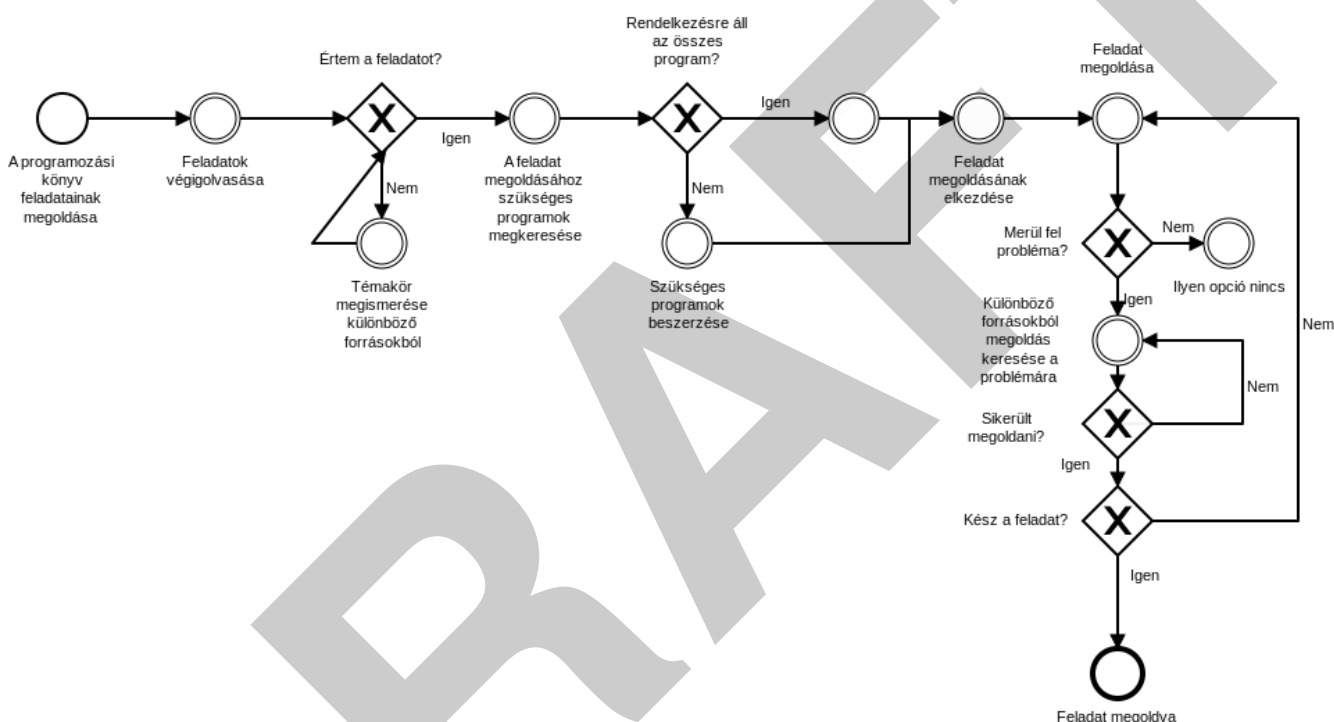 A programozási
könyv
feladatainak
megoldása
Feladatok
végigolvasása
Értem a feladatot?
Igen
Nem
Témakör
megismerése
különböző
forrásokból
A feladat
megoldásához
szükséges
programok
megkeresése
Rendelkezésre áll
az összes
program?
Igen
Nem
Szükséges
programok
beszerzése
Feladat
megoldásának
elkezdése
Feladat
megoldása
Merül fel
probléma?
Nem
Ilyen opció nincs
Igen
Különböző
forrásokból
megoldás
keresése a
problémára
Sikerült
megoldani?
Nem
Igen
Kész a feladat?
Nem
Igen
Feladat megoldva